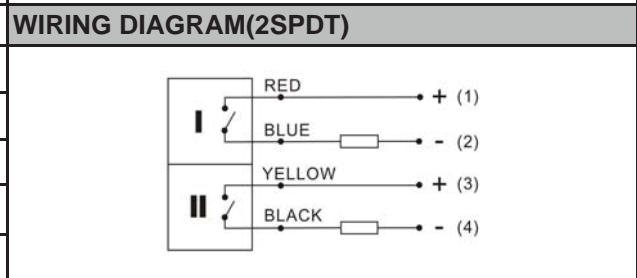 WIRING DIAGRAM(2SPDT)
I
RED + (1)
BLUE - (2)
II
YELLOW + (3)
BLACK - (4)